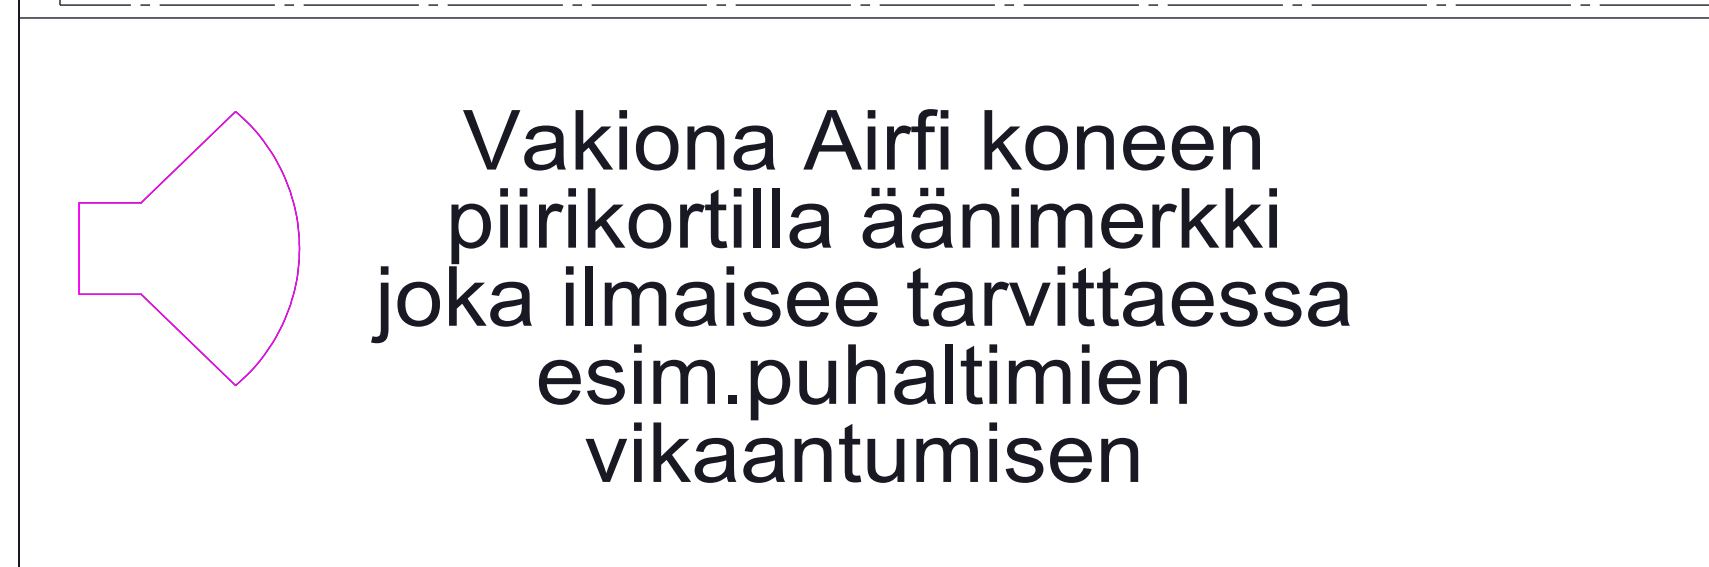 Vakiona Airfi koneen
piirikortilla äänimerkki
joka ilmaisee tarvittaessa
esim.puhaltimien
vikaantumisen